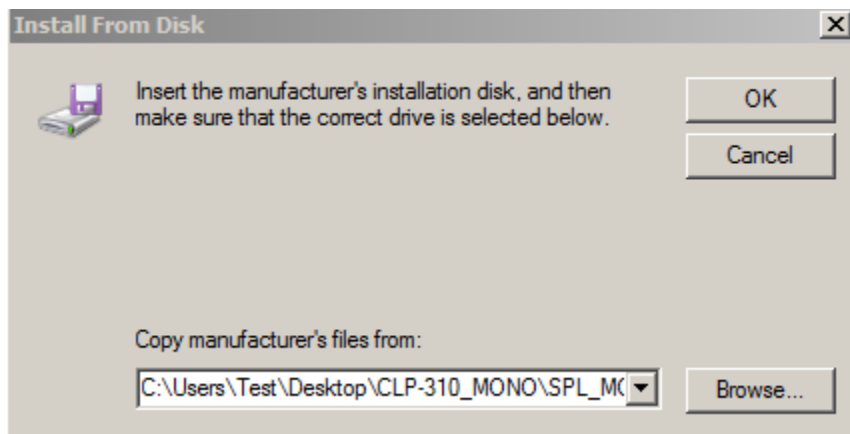 Install From Disk
Insert the manufacturer's installation disk, and then
make sure that the correct drive is selected below.
OK
Cancel
Copy manufacturer's files from:
C:\Users\Test\Desktop\CLP-310_MONO\SPL_M
Browse...